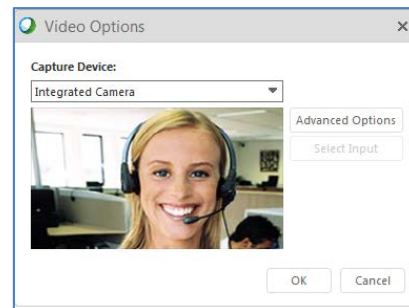 Video Options
Capture Device:
Integrated Camera
Advanced Options
Select Input
OK Cancel